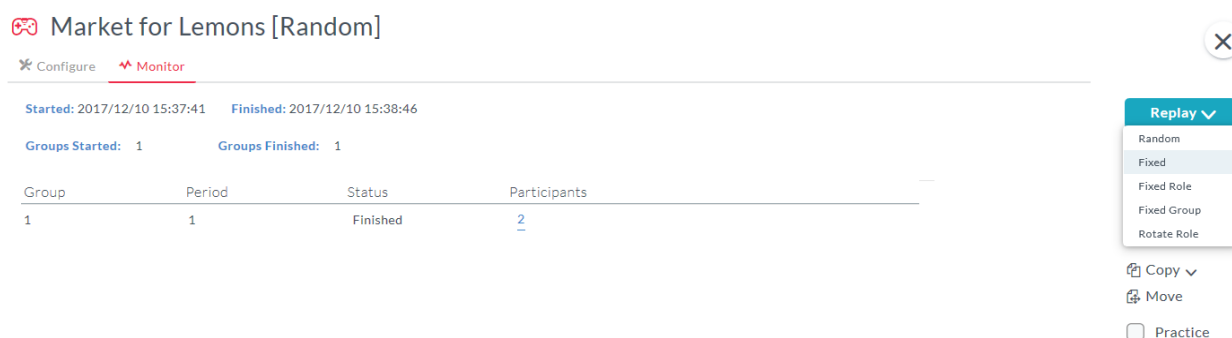 Market for Lemons [Random]
Configure Monitor
Started: 2017/12/10 15:37:41 Finished: 2017/12/10 15:38:46
Replay
Random
Groups Started: 1 Groups Finished: 1
Fixed
Fixed Role
Group Period Status Participants
Fixed Group
1 1 Finished 2
Rotate Role
Copy
Move
Practice